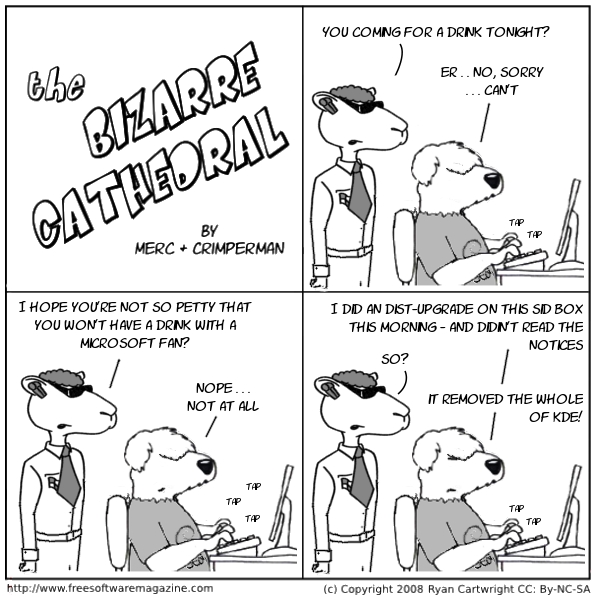 the
BIZARRE
CATHEDRAL
BY
MERC + CRIMPERMAN
YOU COMING FOR A DRINK TONIGHT?
ER . . NO, SORRY
. . . CAN'T
TAP
TAP
I HOPE YOU'RE NOT SO PETTY THAT
YOU WON'T HAVE A DRINK WITH A
MICROSOFT FAN?
NOPE . . .
NOT AT ALL
TAP
TAP
TAP
I DID AN DIST-UPGRADE ON THIS SID BOX
THIS MORNING - AND DIDIN'T READ THE
NOTICES
SO?
IT REMOVED THE WHOLE
OF KDE!
TAP
TAP
http://www.freesoftwaremagazine.com
(c) Copyright 2008 Ryan Cartwright CC: By-NC-SA